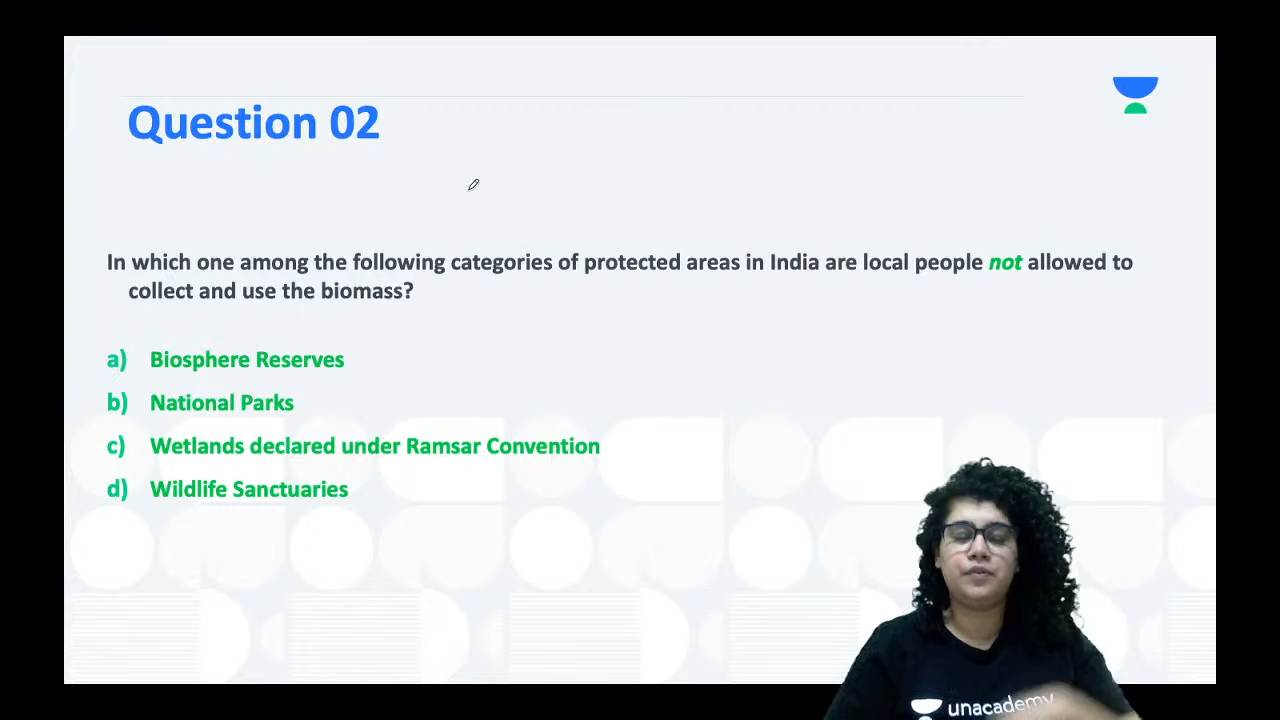 Question 02
In which one among the following categories of protected areas in India are local people not allowed to
collect and use the biomass?
a) Biosphere Reserves
b) National Parks
c) Wetlands declared under Ramsar Convention
d) Wildlife Sanctuaries
unacademy